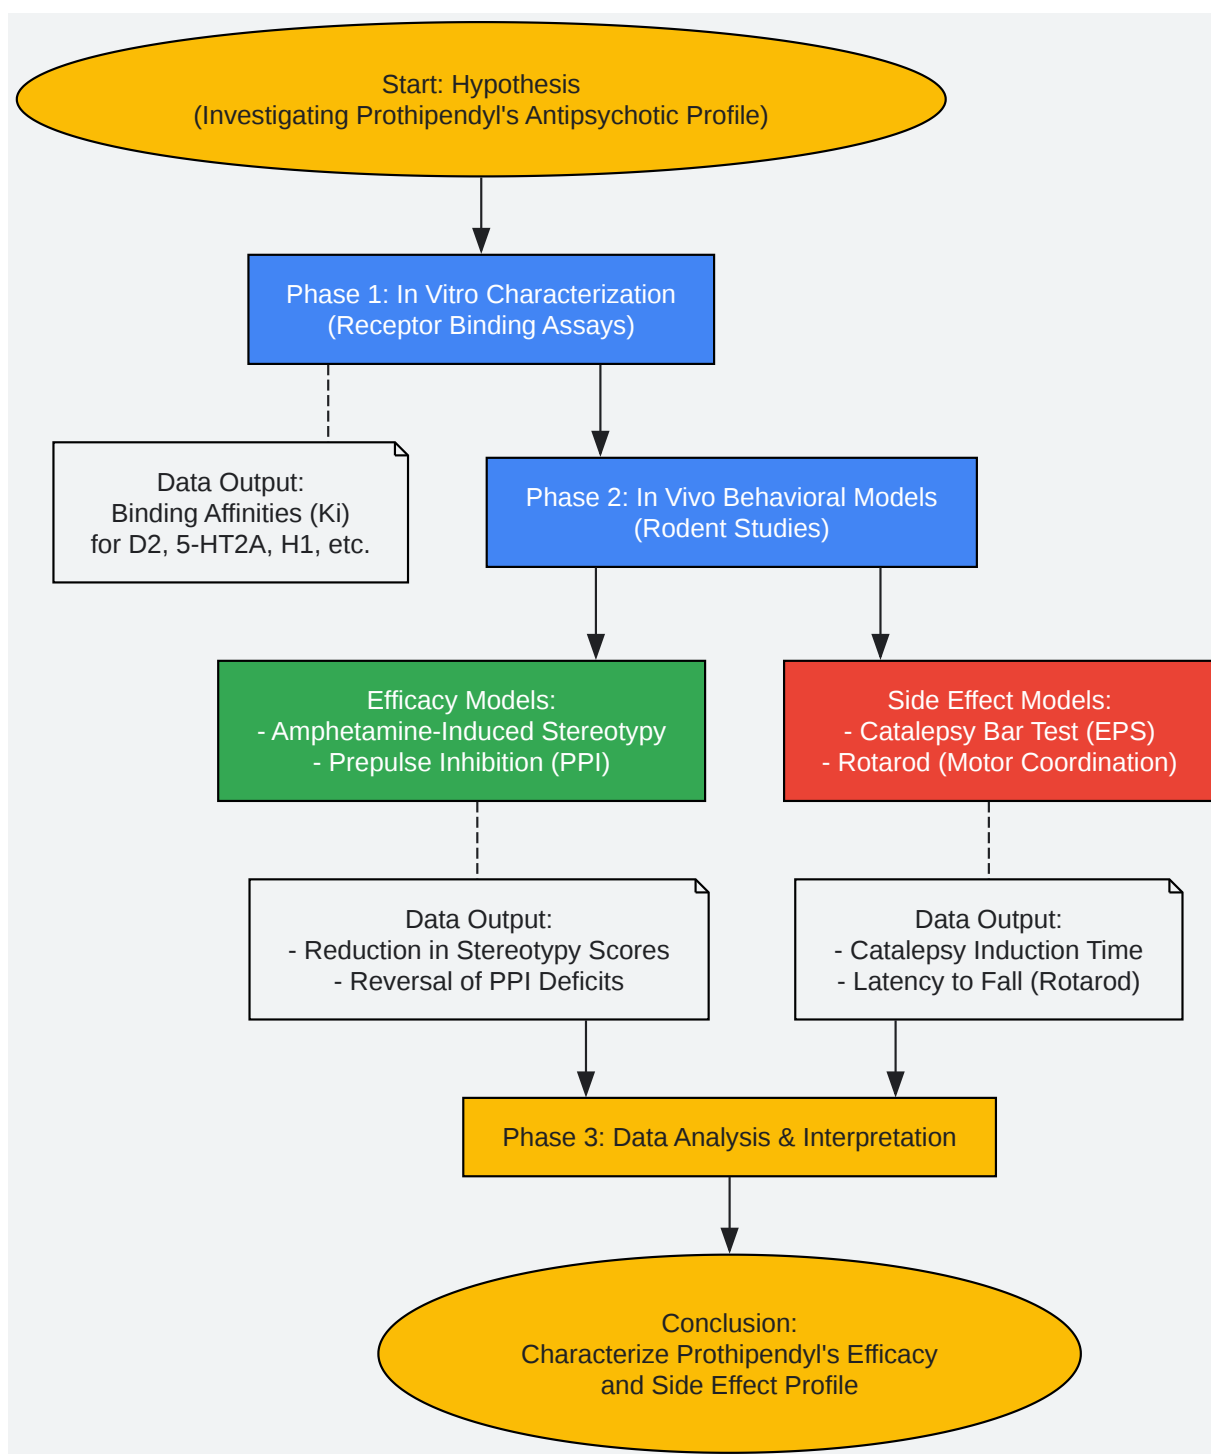 Start: Hypothesis
(Investigating Prothipendyl's Antipsychotic Profile)
Phase 1: In Vitro Characterization
(Receptor Binding Assays)
Data Output:
Binding Affinities (Ki)
for D2, 5-HT2A, H1, etc.
Phase 2: In Vivo Behavioral Models
(Rodent Studies)
Efficacy Models:
- Amphetamine-Induced Stereotypy
- Prepulse Inhibition (PPI)
Side Effect Models:
- Catalepsy Bar Test (EPS)
- Rotarod (Motor Coordination)
Data Output:
- Reduction in Stereotypy Scores
- Reversal of PPI Deficits
Data Output:
- Catalepsy Induction Time
- Latency to Fall (Rotarod)
Phase 3: Data Analysis & Interpretation
Conclusion:
Characterize Prothipendyl's Efficacy
and Side Effect Profile